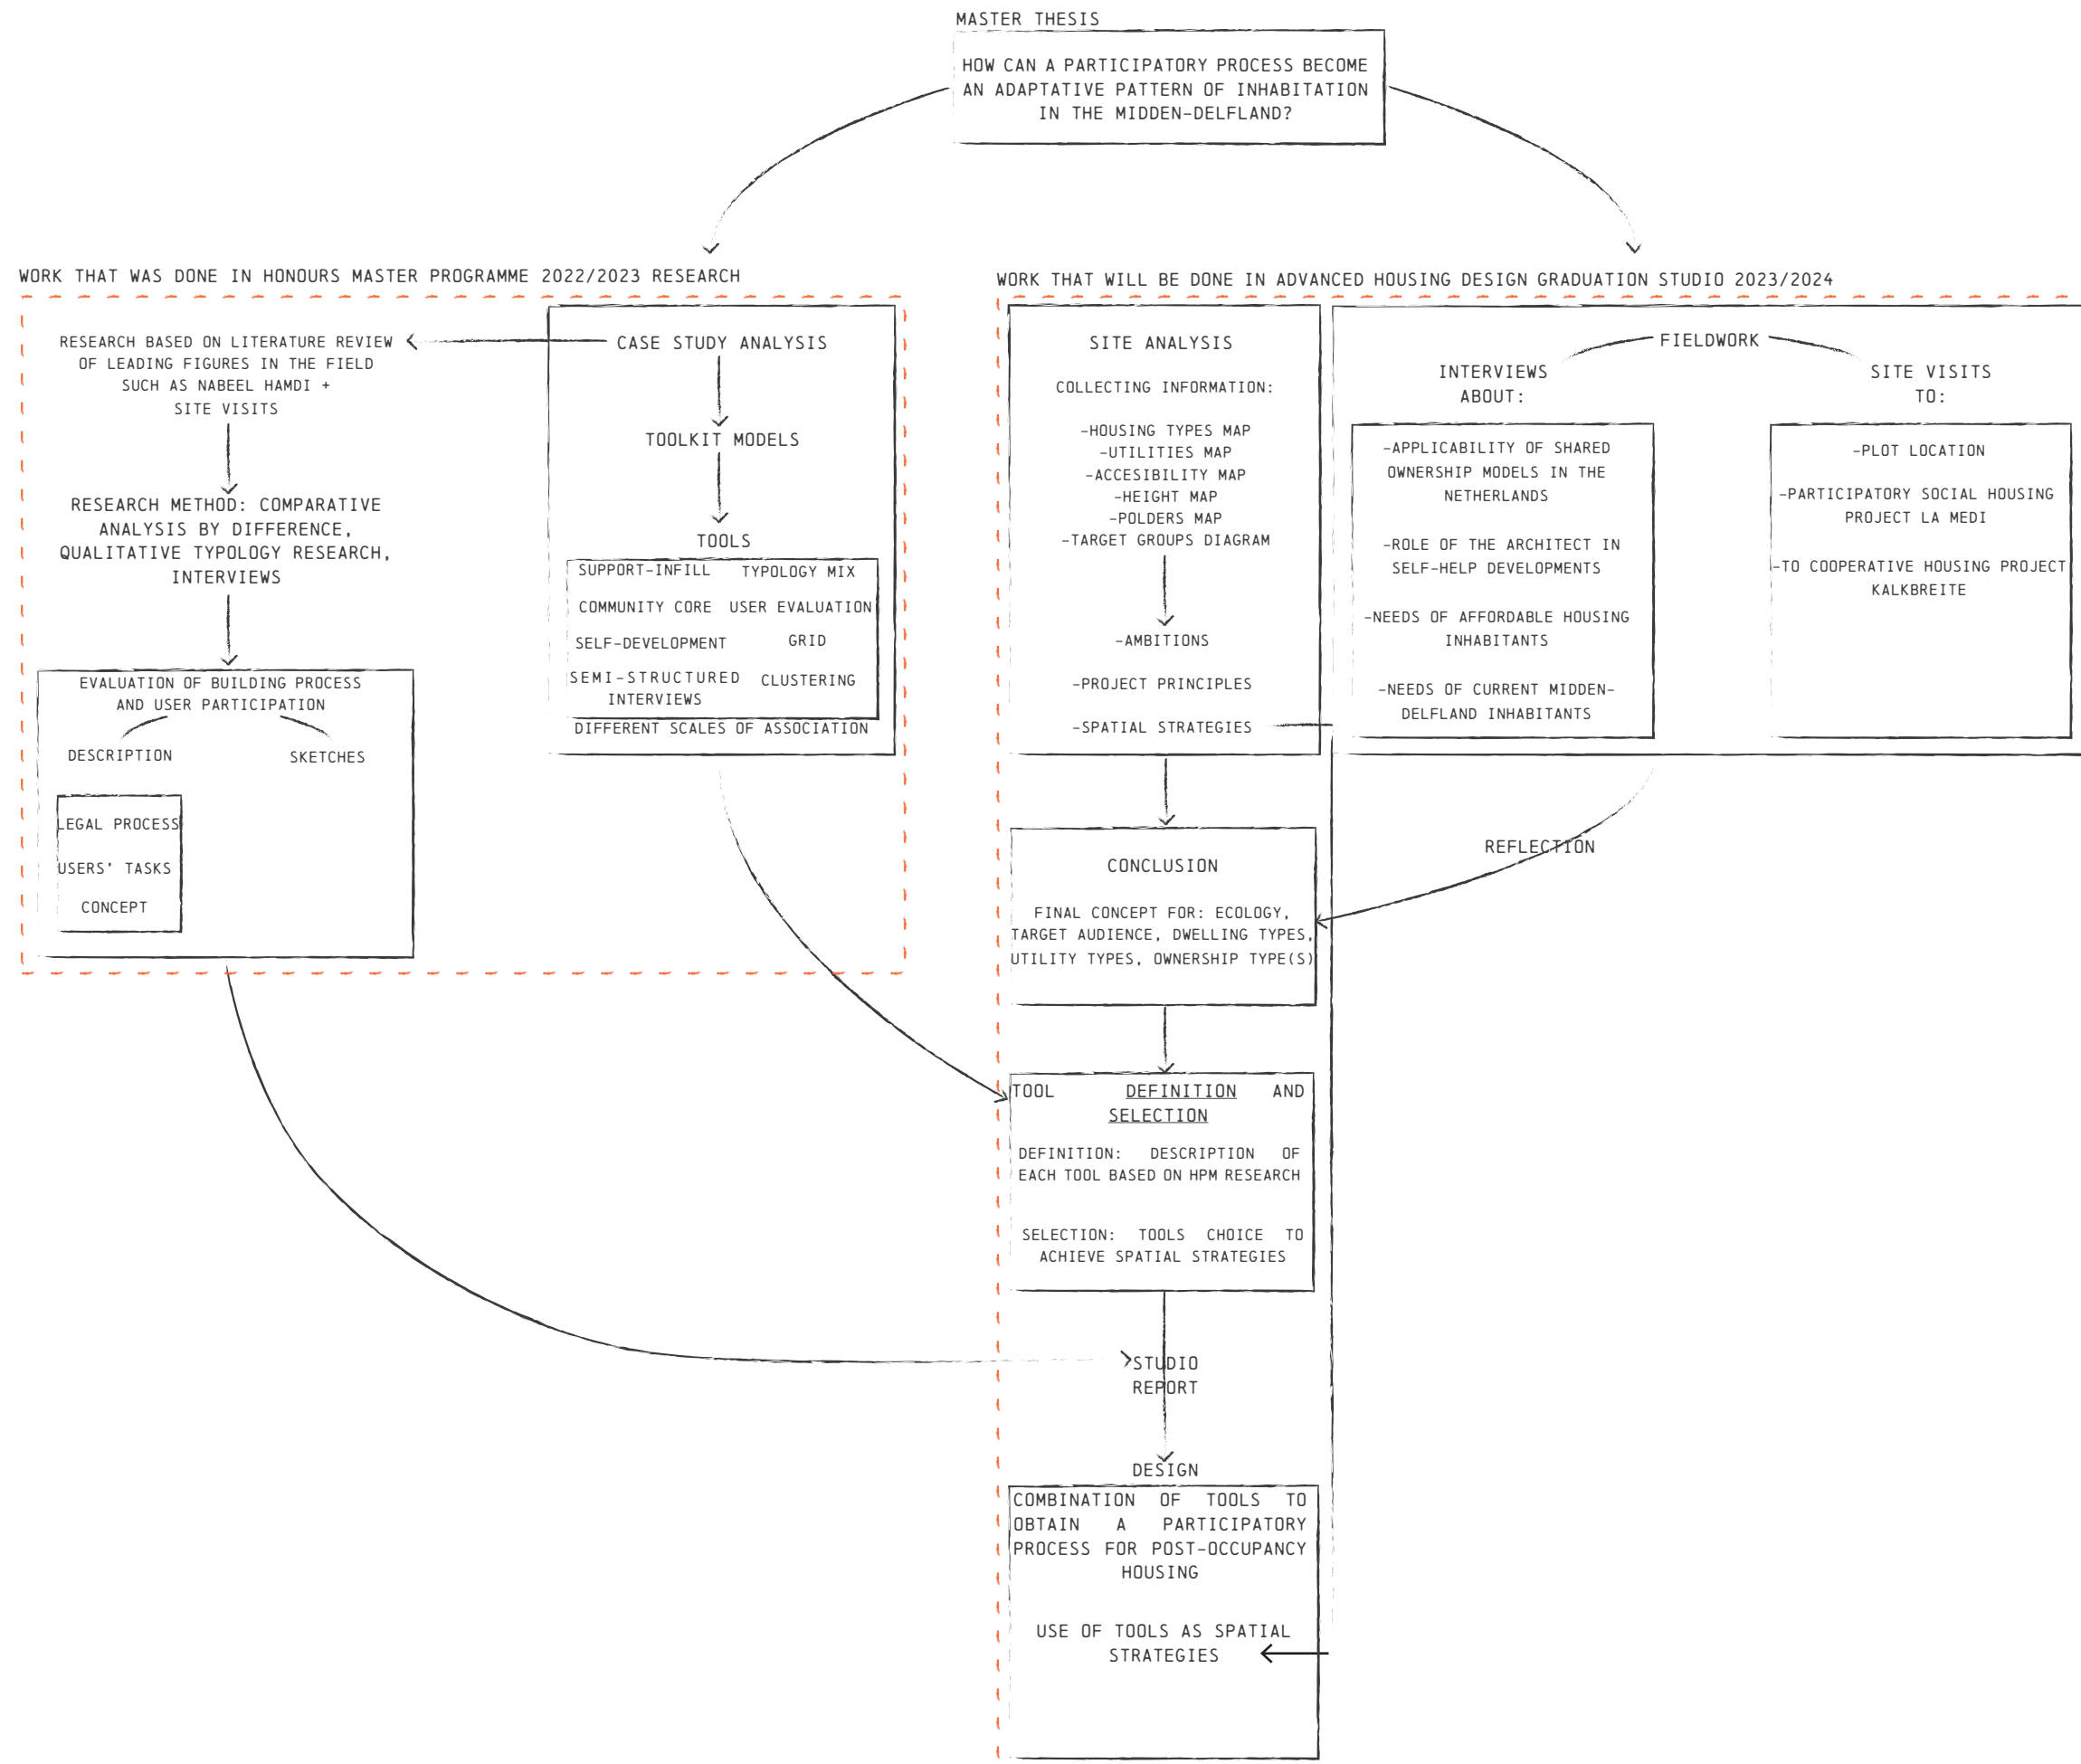 MASTER THESIS
HOW CAN A PARTICIPATORY PROCESS BECOME
AN ADAPTATIVE PATTERN OF INHABITATION
IN THE MIDDEN-DELFLAND?
WORK THAT WAS DONE IN HONOURS MASTER PROGRAMME 2022/2023 RESEARCH
RESEARCH BASED ON LITERATURE REVIEW
OF LEADING FIGURES IN THE FIELD
SUCH AS NABEEL HAMDI +
SITE VISITS
RESEARCH METHOD: COMPARATIVE
ANALYSIS BY DIFFERENCE,
QUALITATIVE TYPOLOGY RESEARCH,
INTERVIEWS
EVALUATION OF BUILDING PROCESS
AND USER PARTICIPATION
DESCRIPTION
SKETCHES
LEGAL PROCESS
USERS' TASKS
CONCEPT
CASE STUDY ANALYSIS
TOOLKIT MODELS
TOOLS
SUPPORT-INFILL TYPOLOGY MIX
COMMUNITY CORE USER EVALUATION
SELF-DEVELOPMENT GRID
SEMI-STRUCTURED CLUSTERING
INTERVIEWS
DIFFERENT SCALES OF ASSOCIATION
WORK THAT WILL BE DONE IN ADVANCED HOUSING DESIGN GRADUATION STUDIO 2023/2024
SITE ANALYSIS
COLLECTING INFORMATION:
-HOUSING TYPES MAP
-UTILITIES MAP
-ACCESIBILITY MAP
-HEIGHT MAP
-POLDERS MAP
-TARGET GROUPS DIAGRAM
-AMBITIONS
-PROJECT PRINCIPLES
-SPATIAL STRATEGIES
FIELDWORK
INTERVIEWS
ABOUT:
-APPLICABILITY OF SHARED
OWNERSHIP MODELS IN THE
NETHERLANDS
-ROLE OF THE ARCHITECT IN
SELF-HELP DEVELOPMENTS
-NEEDS OF AFFORDABLE HOUSING
INHABITANTS
-NEEDS OF CURRENT MIDDEN-
DELFLAND INHABITANTS
SITE VISITS
TO:
-PLOT LOCATION
-PARTICIPATORY SOCIAL HOUSING
PROJECT LA MEDI
-TO COOPERATIVE HOUSING PROJECT
KALKBREITE
REFLECTION
CONCLUSION
FINAL CONCEPT FOR: ECOLOGY,
TARGET AUDIENCE, DWELLING TYPES,
UTILITY TYPES, OWNERSHIP TYPE(S)
TOOL DEFINITION AND
SELECTION
DEFINITION: DESCRIPTION OF
EACH TOOL BASED ON HPM RESEARCH
SELECTION: TOOLS CHOICE TO
ACHIEVE SPATIAL STRATEGIES
STUDIO
REPORT
DESIGN
COMBINATION OF TOOLS TO
OBTAIN A PARTICIPATORY
PROCESS FOR POST-OCCUPANCY
HOUSING
USE OF TOOLS AS SPATIAL
STRATEGIES